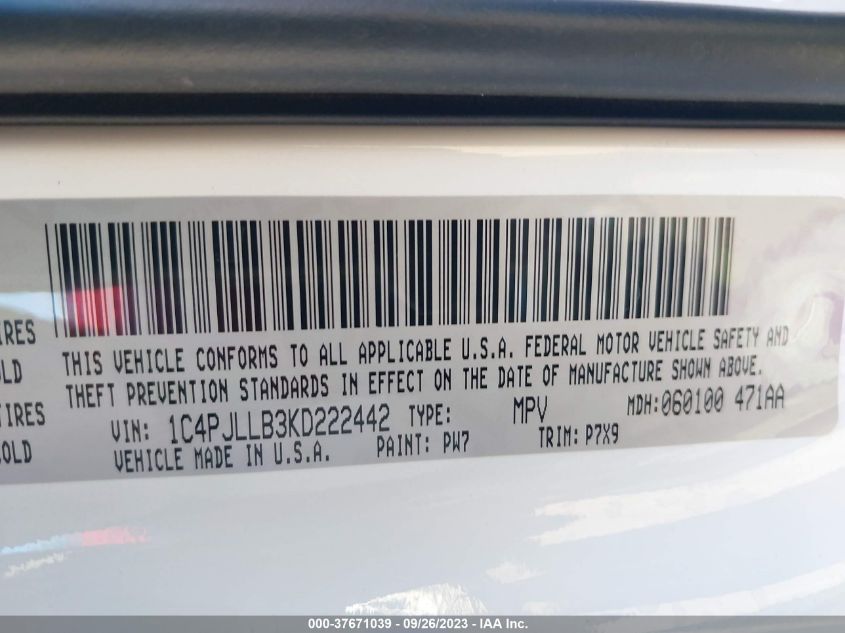 THIS VEHICLE CONFORMS TO ALL APPLICABLE U.S.A. FEDERAL MOTOR VEHICLE SAFETY AND
THEFT PREVENTION STANDARDS IN EFFECT ON THE DATE OF MANUFACTURE SHOWN ABOVE.
VIN: 1C4PJLLB3KD222442 TYPE: MPV MDH:060100 471AA
VEHICLE MADE IN U.S.A. PAINT: PW7 TRIM: P7X9
IRES
LD
TIRES
OLD
000-37671039 - 09/26/2023 - IAA Inc.